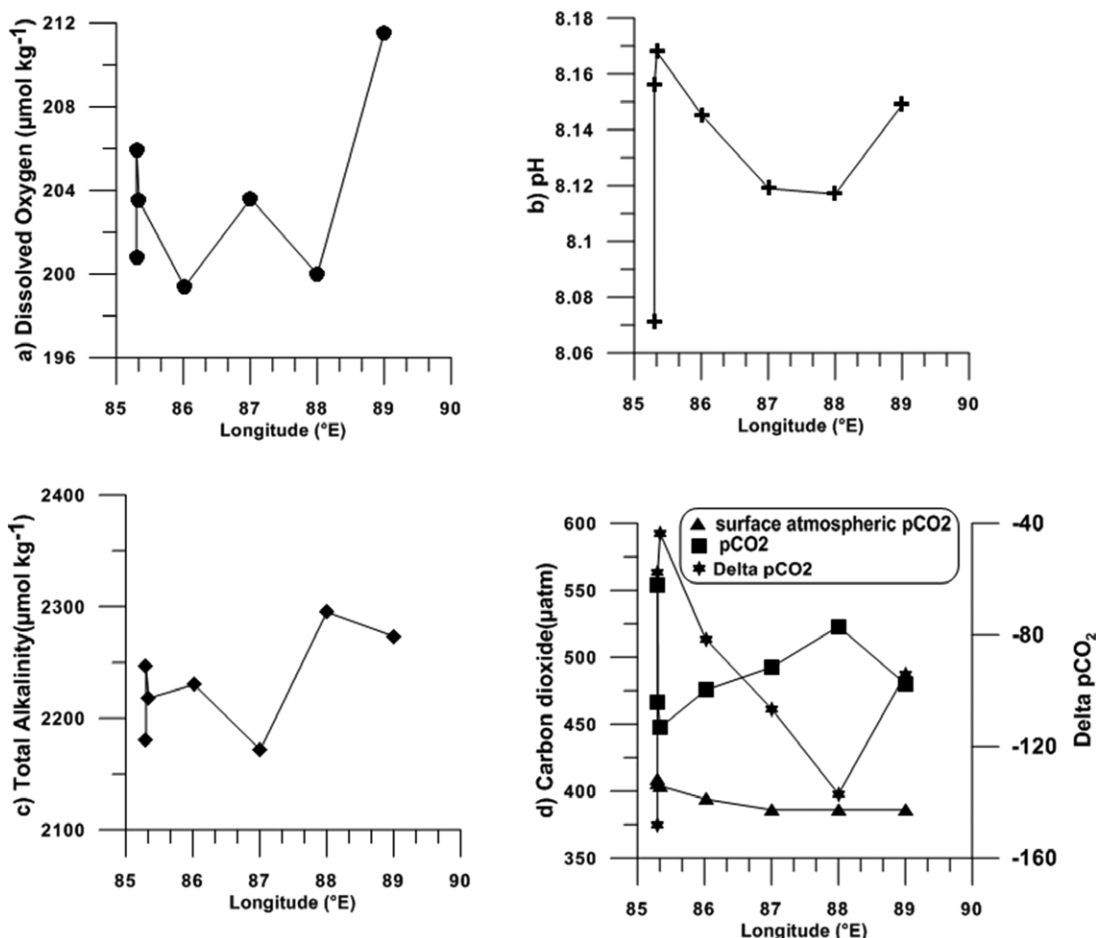 a) Dissolved Oxygen (µmol kg-1)
212
208
204
200
196
85 86 87 88 89 90
Longitude (°E)
b) pH
8.18
8.16
8.14
8.12
8.1
8.08
8.06
85 86 87 88 89 90
Longitude (°E)
c) Total Alkalinity(µmol kg-1)
2400
2300
2200
2100
85 86 87 88 89 90
Longitude (°E)
d) Carbon dioxide(µatm)
600
550
500
450
400
350
surface atmospheric pCO2
pCO2
Delta pCO2
-40
-80
-120
-160
Delta pCO2
85 86 87 88 89 90
Longitude (°E)